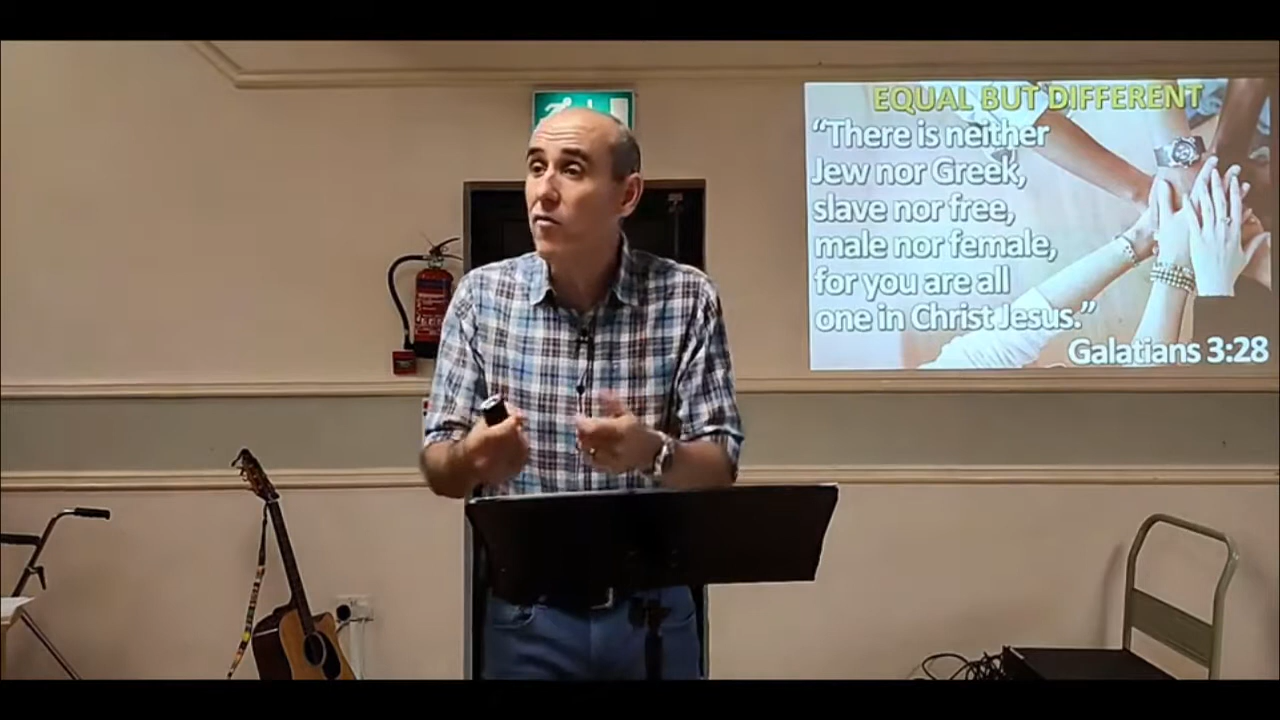 EQUAL BUT DIFFERENT
“There is neither
Jew nor Greek,
slave nor free,
male nor female,
for you are all
one in Christ Jesus.”
Galatians 3:28